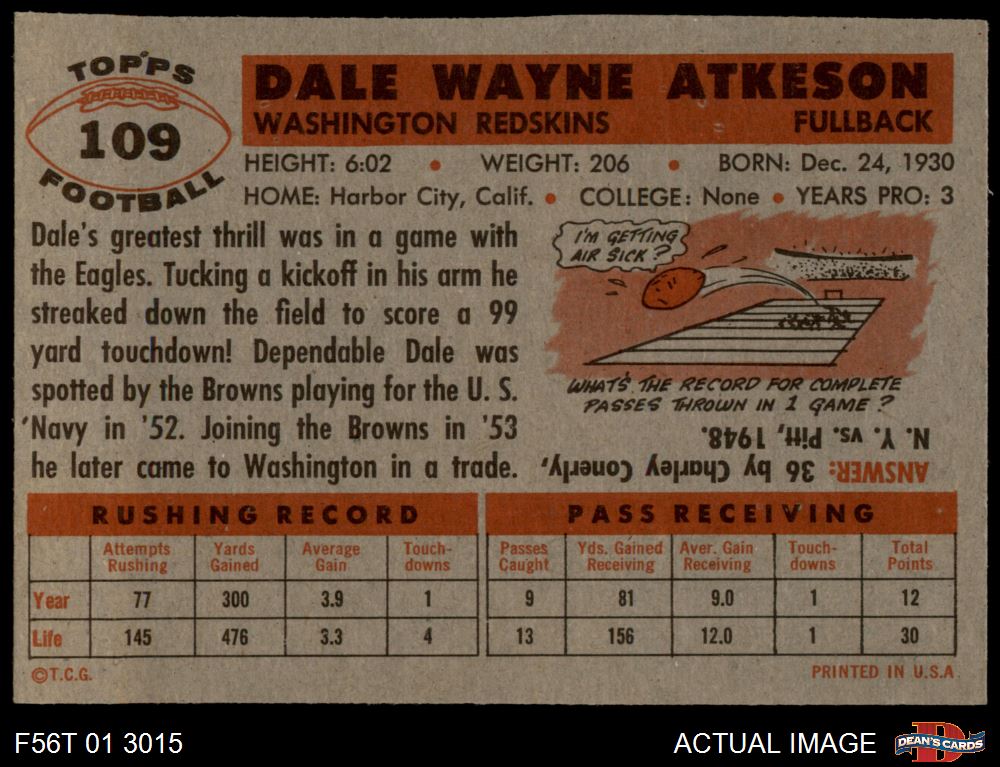 TOPPS
109
FOOTBALL
DALE WAYNE ATKESON
WASHINGTON REDSKINS FULLBACK
HEIGHT: 6:02 • WEIGHT: 206 • BORN: Dec. 24, 1930
HOME: Harbor City, Calif. • COLLEGE: None • YEARS PRO: 3
Dale's greatest thrill was in a game with
the Eagles. Tucking a kickoff in his arm he
streaked down the field to score a 99
yard touchdown! Dependable Dale was
spotted by the Browns playing for the U. S.
Navy in '52. Joining the Browns in '53
he later came to Washington in a trade.
I'M GETTING
AIR SICK?
WHAT'S THE RECORD FOR COMPLETE
PASSES THROWN IN 1 GAME?
ANSWER: 36 by Charley Conerly,
N. Y. vs. Pitt, 1948.
RUSHING RECORD
Attempts Rushing Yards Gained Average Gain Touch-downs
Year 77 300 3.9 1
Life 145 476 3.3 4
PASS RECEIVING
Passes Caught Yds. Gained Receiving Aver. Gain Receiving Touch-downs Total Points
9 81 9.0 1 12
13 156 12.0 1 30
©T.C.G. PRINTED IN U.S.A
F56T 01 3015 ACTUAL IMAGE DEAN'S CARDS